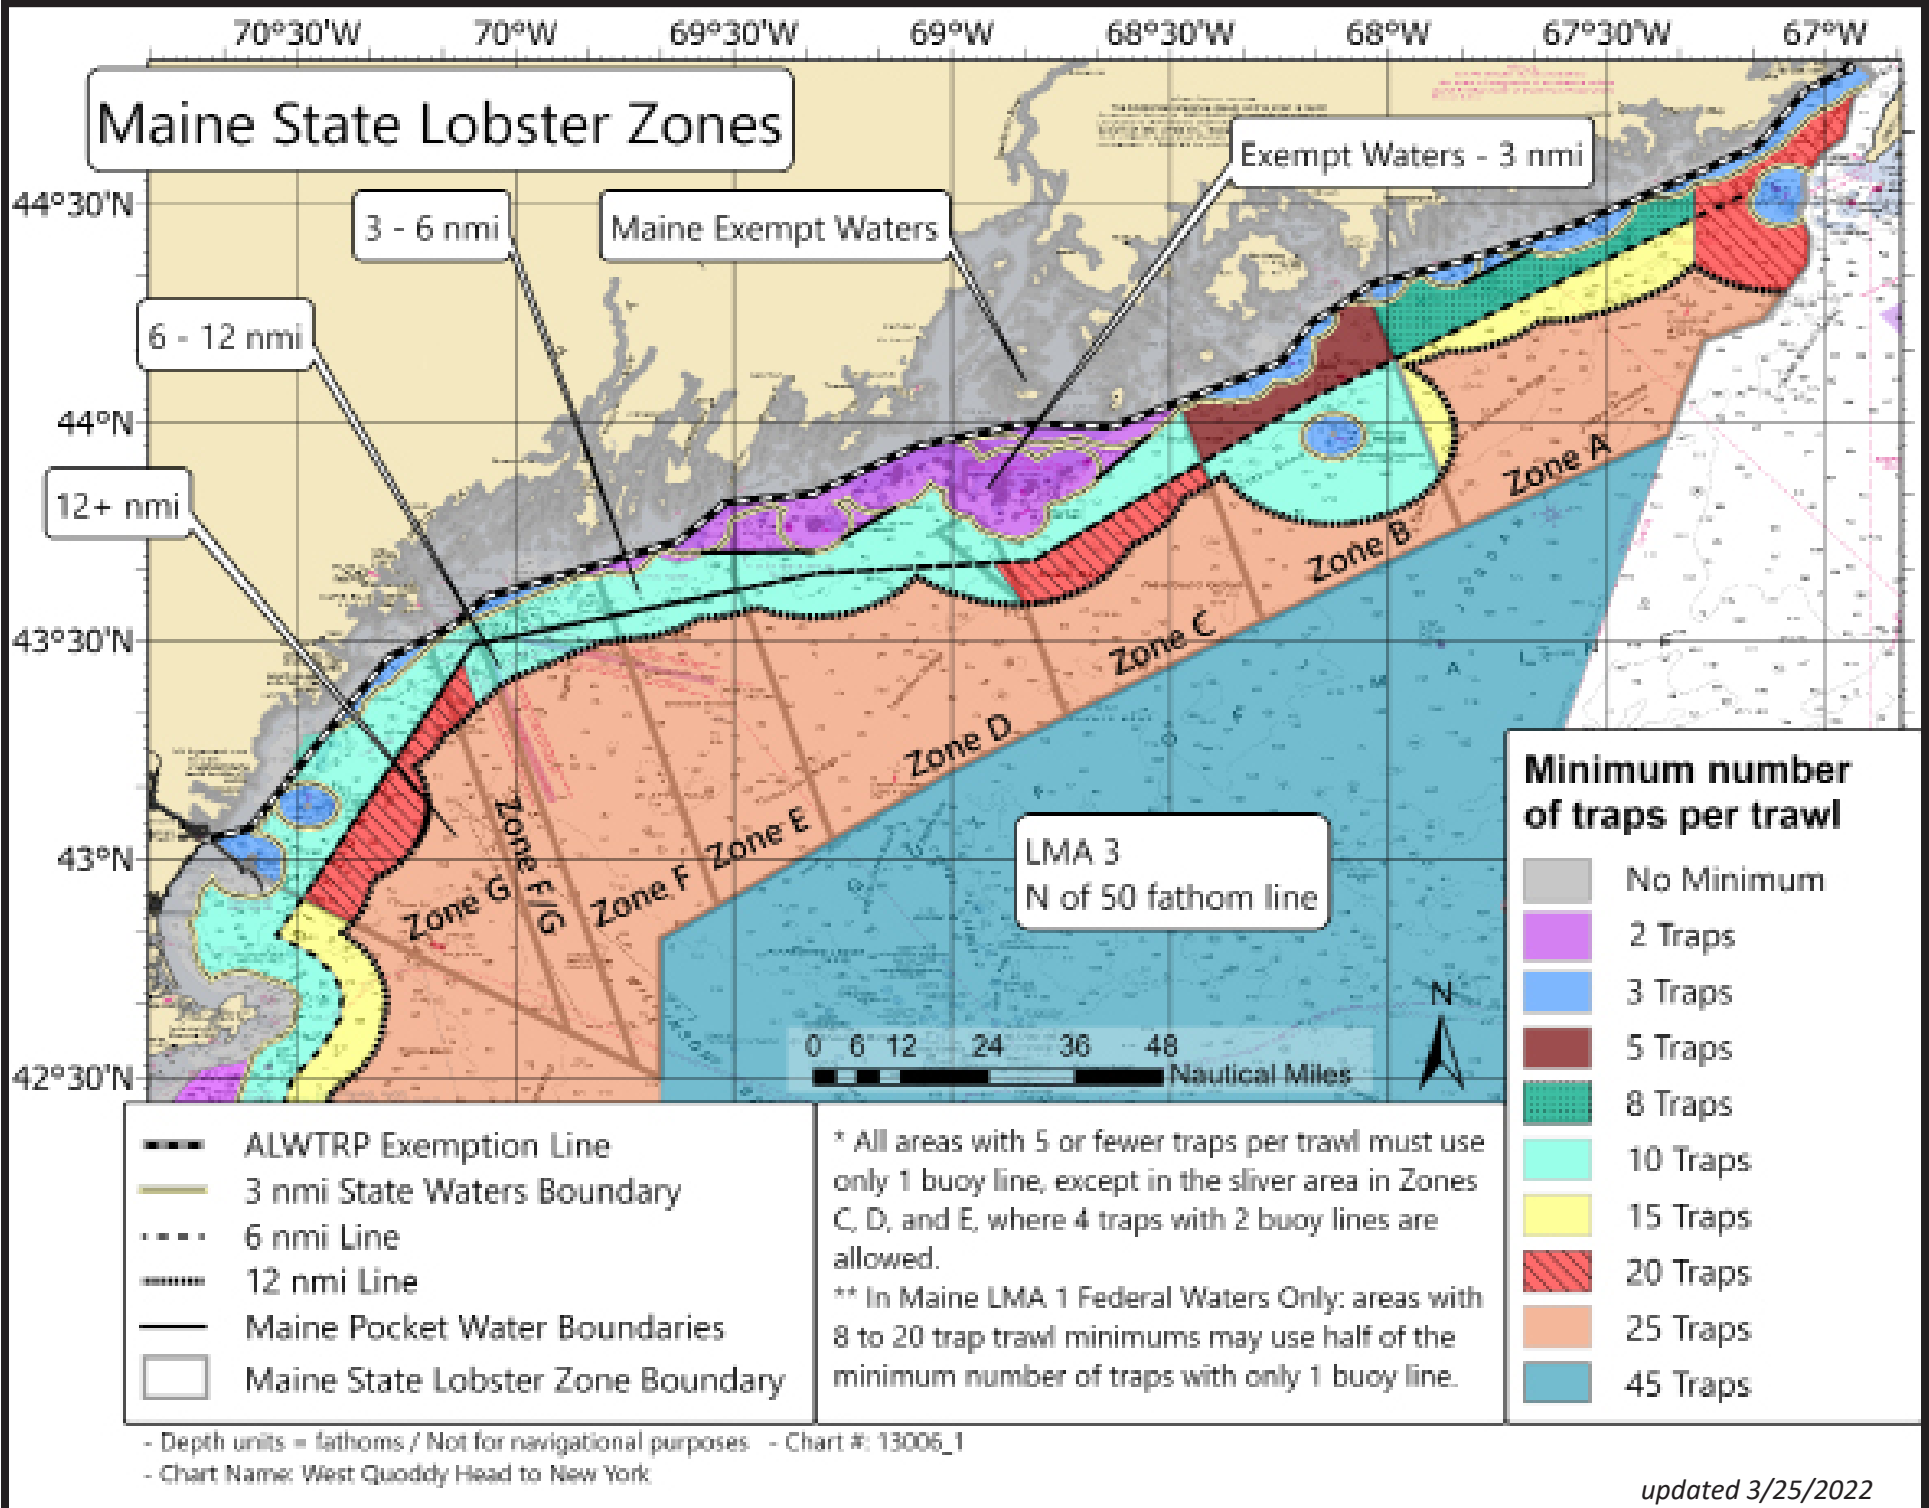 70°30'W 70°W 69°30'W 69°W 68°30'W 68°W 67°30'W 67°W
Maine State Lobster Zones
Exempt Waters - 3 nmi
44°30'N
3 - 6 nmi
Maine Exempt Waters
6 - 12 nmi
44°N
12+ nmi
Zone A
Zone B
Zone C
43°30'N
Zone D
Zone E
Zone F/G
Zone F
Zone G
43°N
LMA 3
N of 50 fathom line
N
0 6 12 24 36 48
Nautical Miles
42°30'N
Minimum number
of traps per trawl
No Minimum
2 Traps
3 Traps
5 Traps
8 Traps
10 Traps
15 Traps
20 Traps
25 Traps
45 Traps
ALWTRP Exemption Line
3 nmi State Waters Boundary
6 nmi Line
12 nmi Line
Maine Pocket Water Boundaries
Maine State Lobster Zone Boundary
* All areas with 5 or fewer traps per trawl must use
only 1 buoy line, except in the sliver area in Zones
C, D, and E, where 4 traps with 2 buoy lines are
allowed.
** In Maine LMA 1 Federal Waters Only: areas with
8 to 20 trap trawl minimums may use half of the
minimum number of traps with only 1 buoy line.
- Depth units = fathoms / Not for navigational purposes - Chart #: 13006_1
- Chart Name: West Quoddy Head to New York
updated 3/25/2022